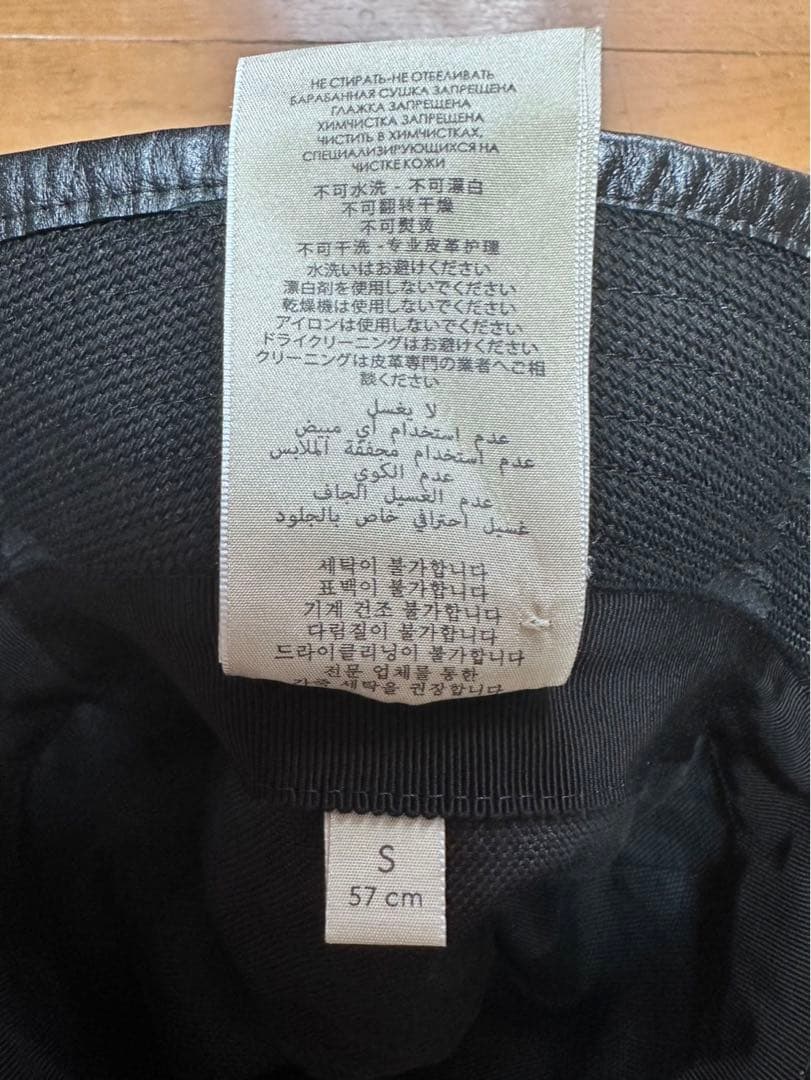 НЕ СТИРАТЬ-НЕ ОТБЕЛИВАТЬ
БАРАБАННАЯ СУШКА ЗАПРЕЩЕНА
ГЛАЖКА ЗАПРЕЩЕНА
ХИМЧИСТКА ЗАПРЕЩЕНА
ЧИСТИТЬ В ХИМЧИСТКАХ,
СПЕЦИАЛИЗИРУЮЩИХСЯ НА
ЧИСТКЕ КОЖИ
不可水洗 - 不可漂白
不可翻转干燥
不可熨烫
不可干洗 -专业皮革护理
水洗いはお避けください
漂白剤を使用しないでください
乾燥機は使用しないでください
アイロンは使用しないでください
ドライクリーニングはお避けください
クリーニングは皮革専門の業者へご相
談ください
لا يغسل
عدم استخدام أي مبيض
عدم استخدام مجففة الملابس
عدم الكوي
عدم الغسيل الجاف
غسيل احترافي خاص بالجلود
세탁이 불가합니다
표백이 불가합니다
기계 건조 불가합니다
다림질이 불가합니다
드라이클리닝이 불가합니다
전문 업체를 통한
가죽 세탁을 권장합니다
S
57 cm